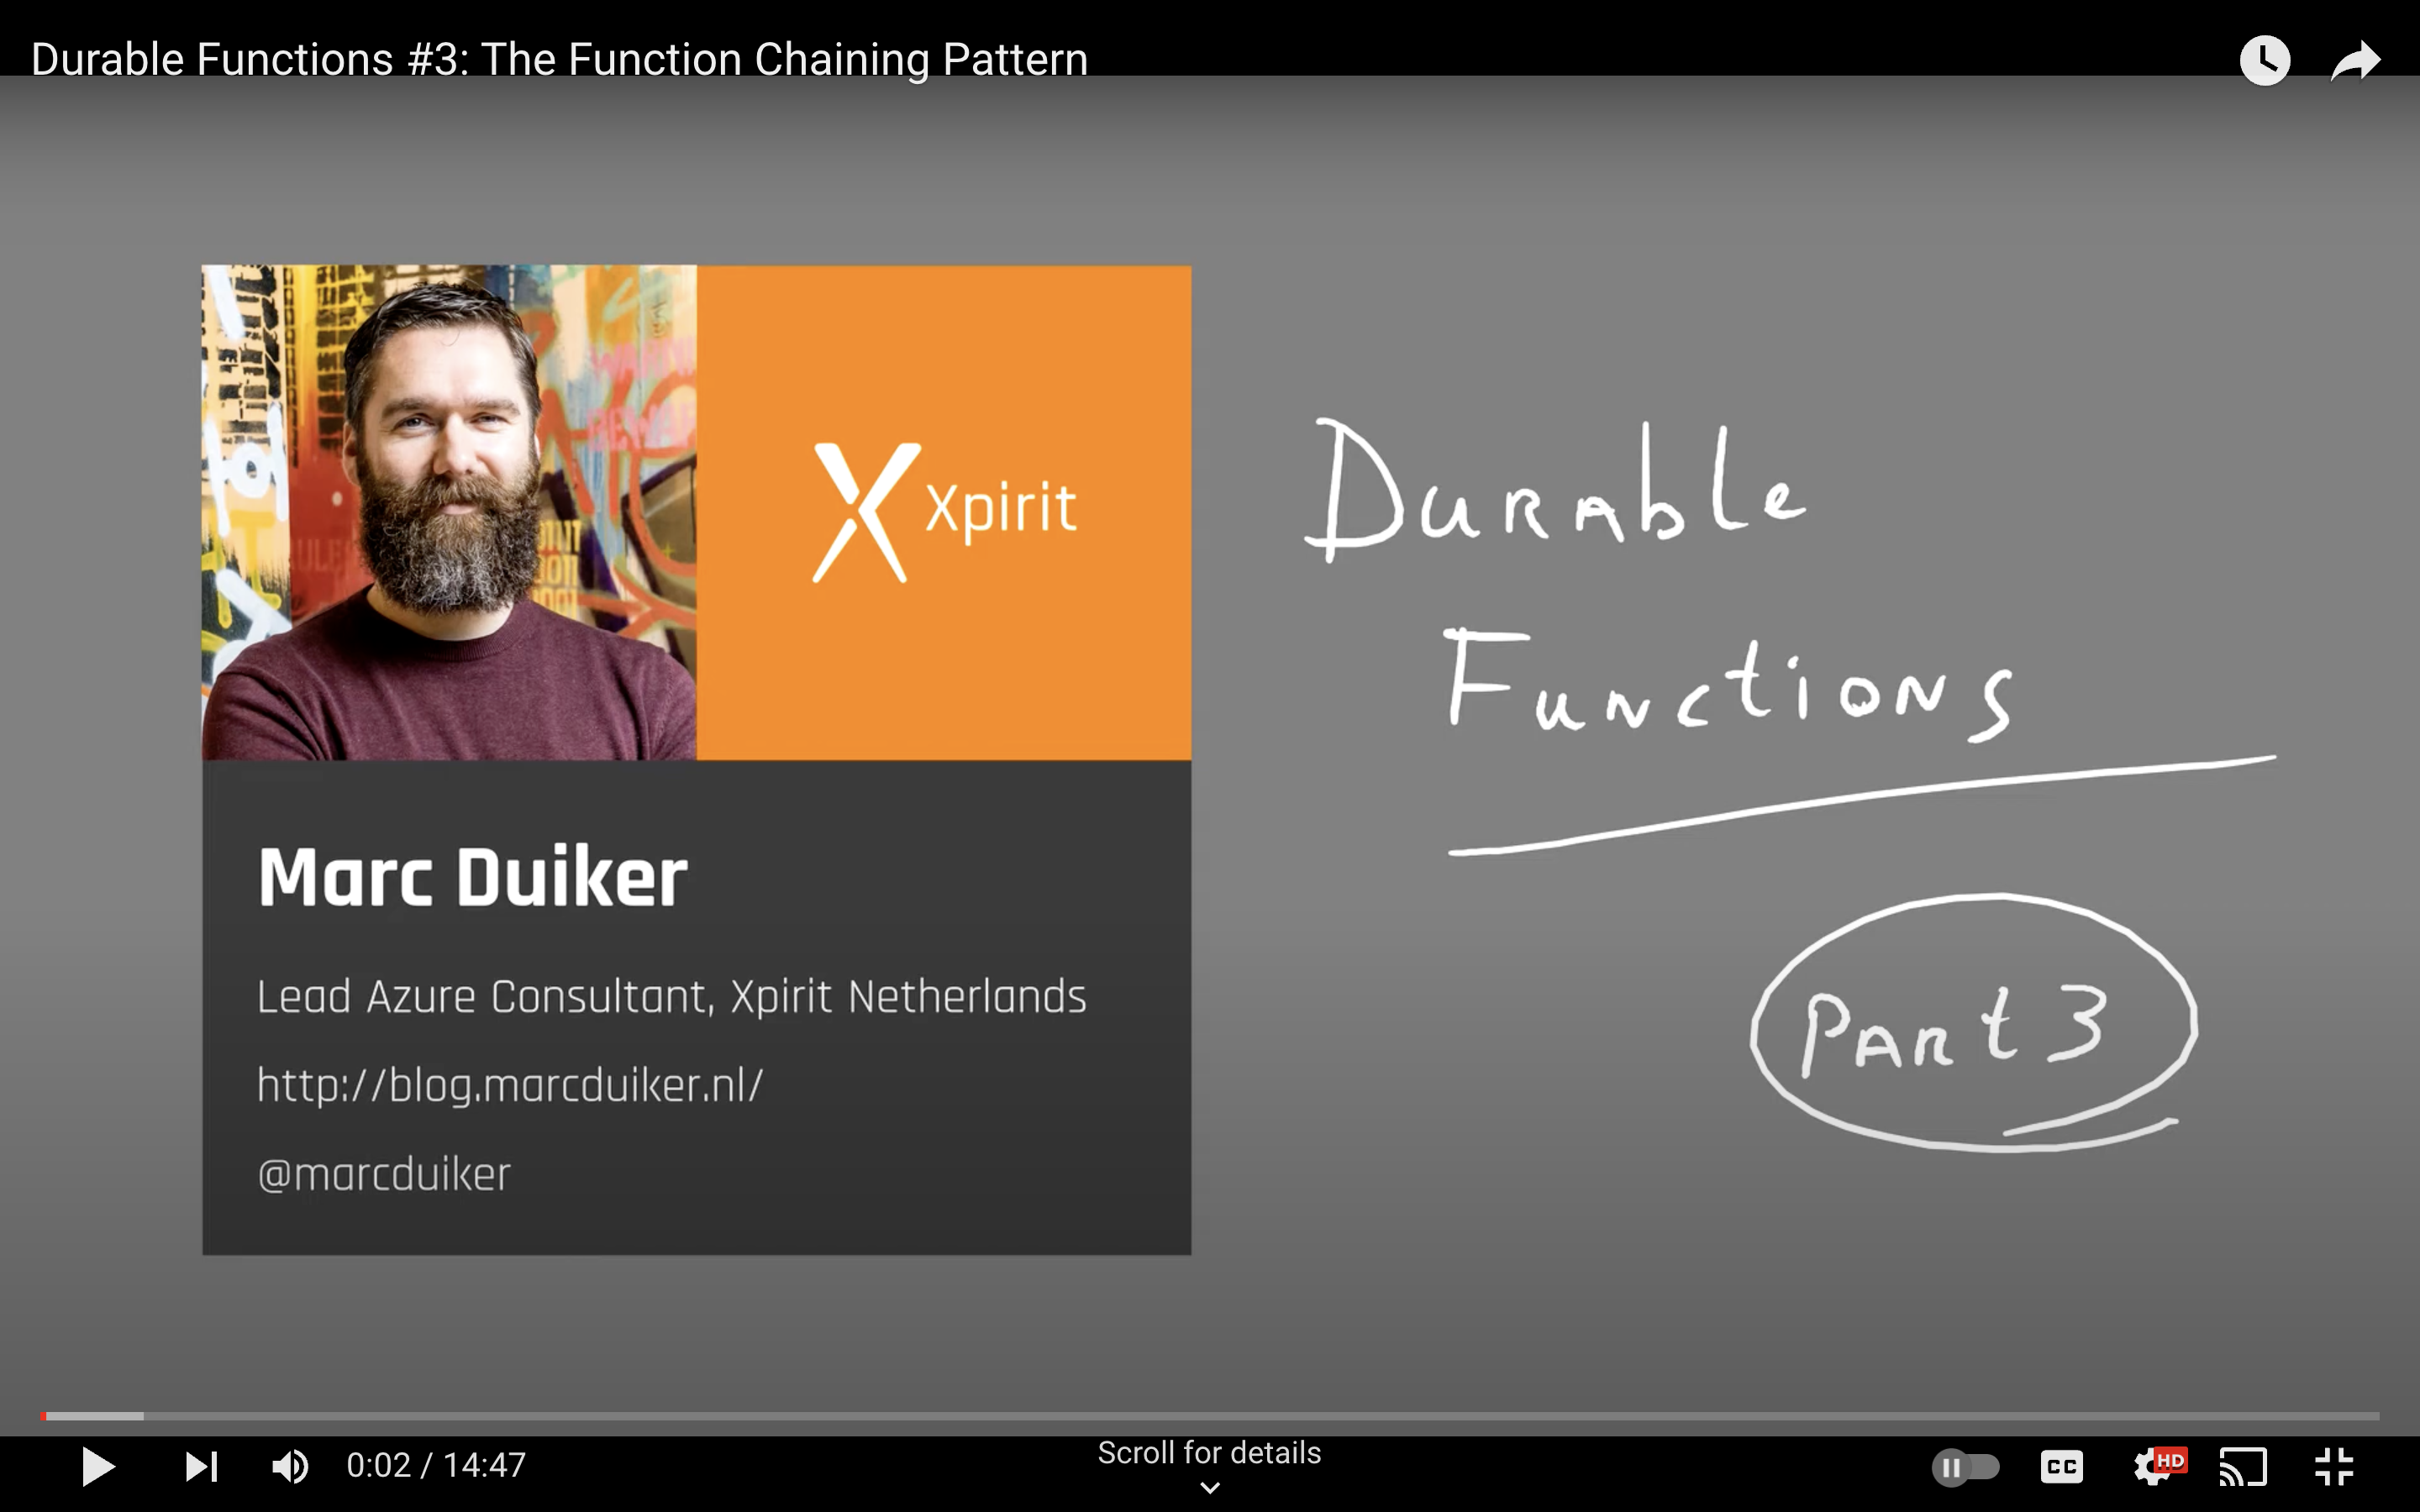 Durable Functions #3: The Function Chaining Pattern
Xpirit
Marc Duiker
Lead Azure Consultant, Xpirit Netherlands
http://blog.marcduiker.nl/
@marcduiker
Durable
Functions
Part 3
0:02 / 14:47
Scroll for details
CC
HD